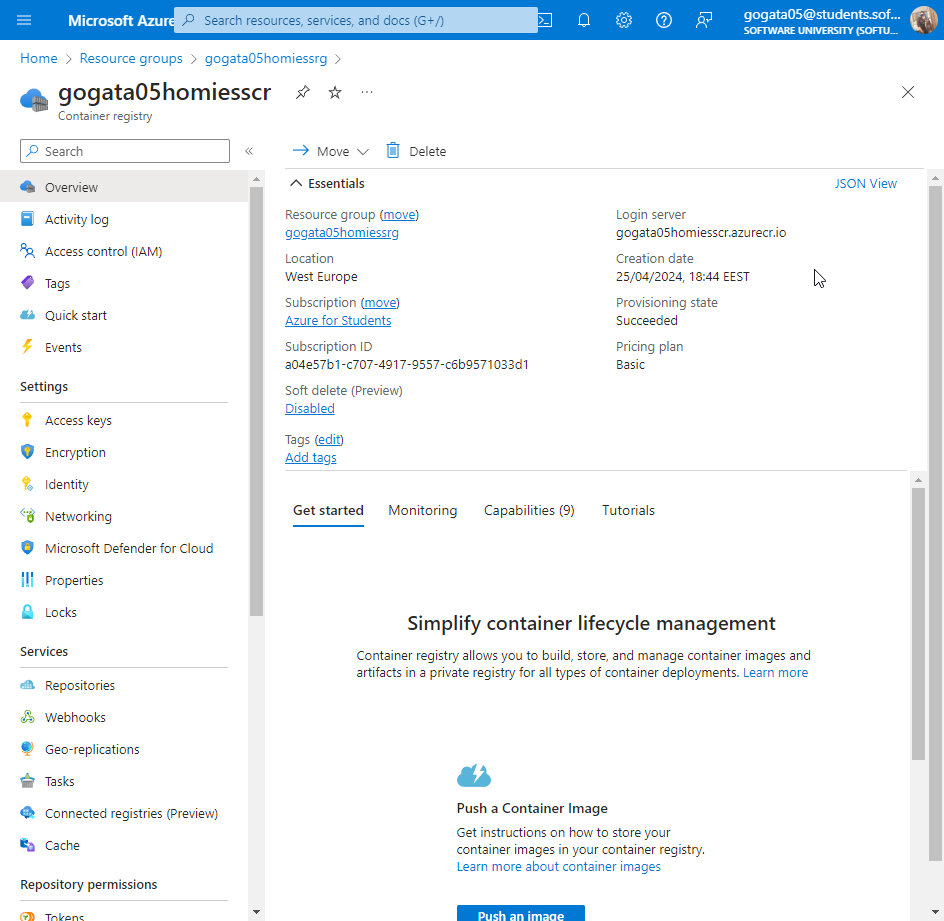 Microsoft Azure
Search resources, services, and docs (G+/)
gogata05@students.sof...
SOFTWARE UNIVERSITY (SOFTU...
Home > Resource groups > gogata05homiessrg >
gogata05homiesscr
...
Container registry
Search
«
Move
Delete
Overview
Activity log
Access control (IAM)
Tags
Quick start
Events
Settings
Access keys
Encryption
Identity
Networking
Microsoft Defender for Cloud
Properties
Locks
Services
Repositories
Webhooks
Geo-replications
Tasks
Connected registries (Preview)
Cache
Repository permissions
Tokens
Essentials
JSON View
Resource group (move)
gogata05homiessrg
Location
West Europe
Subscription (move)
Azure for Students
Subscription ID
a04e57b1-c707-4917-9557-c6b9571033d1
Soft delete (Preview)
Disabled
Tags (edit)
Add tags
Login server
gogata05homiesscr.azurecr.io
Creation date
25/04/2024, 18:44 EEST
Provisioning state
Succeeded
Pricing plan
Basic
Get started
Monitoring
Capabilities (9)
Tutorials
Simplify container lifecycle management
Container registry allows you to build, store, and manage container images and
artifacts in a private registry for all types of container deployments. Learn more
Push a Container Image
Get instructions on how to store your
container images in your container registry.
Learn more about container images
Push an image